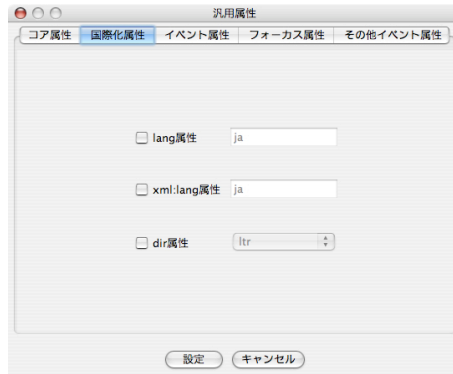 汎用属性
コア属性 国際化属性 イベント属性 フォーカス属性 その他イベント属性
lang属性 ja
xml:lang属性 ja
dir属性 ltr
設定 キャンセル